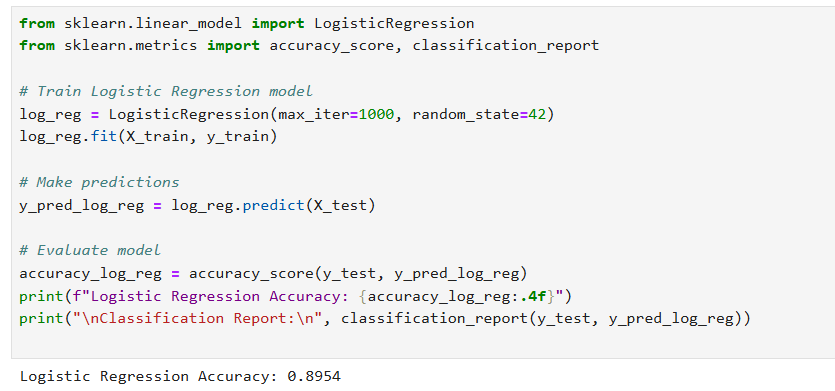 from sklearn.linear_model import LogisticRegression
from sklearn.metrics import accuracy_score, classification_report
# Train Logistic Regression model
log_reg = LogisticRegression(max_iter=1000, random_state=42)
log_reg.fit(X_train, y_train)
# Make predictions
y_pred_log_reg = log_reg.predict(X_test)
# Evaluate model
accuracy_log_reg = accuracy_score(y_test, y_pred_log_reg)
print(f"Logistic Regression Accuracy: {accuracy_log_reg:.4f}")
print("\nClassification Report:\n", classification_report(y_test, y_pred_log_reg))
Logistic Regression Accuracy: 0.8954